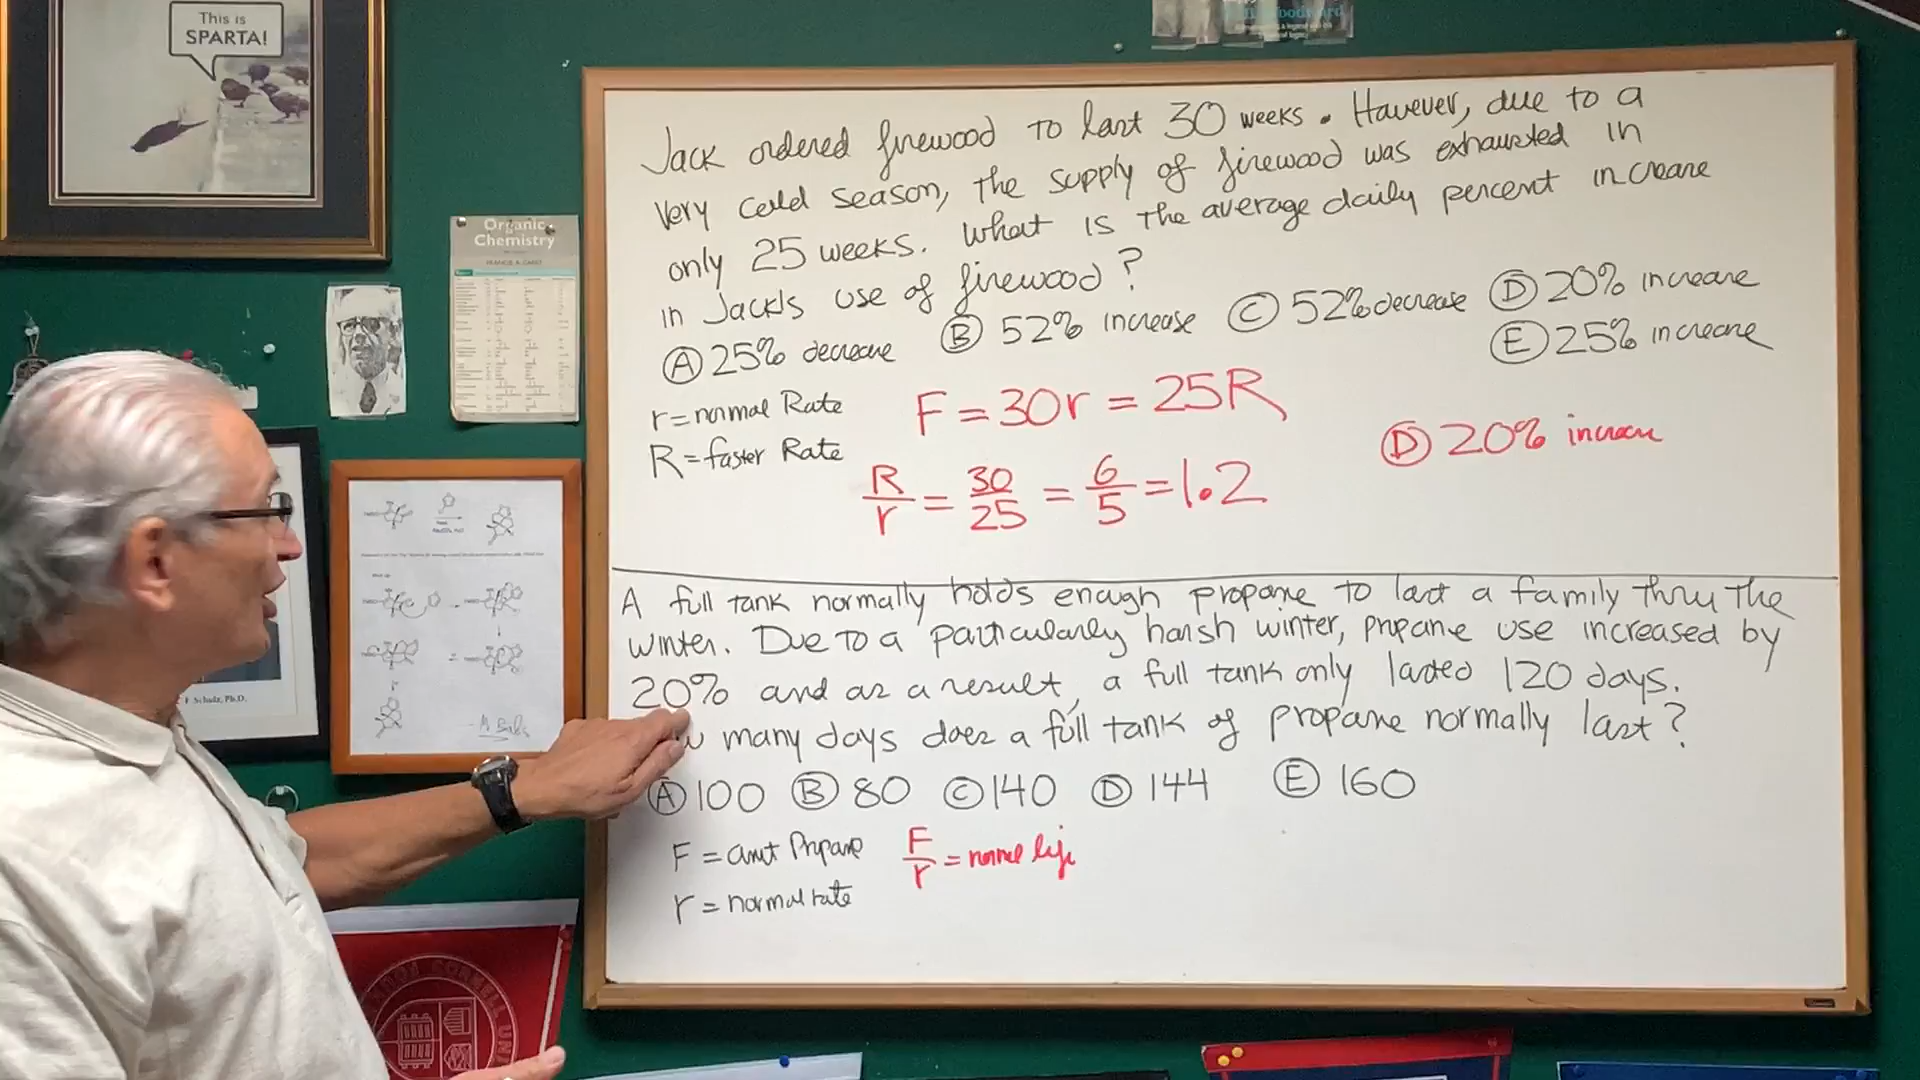 This is
SPARTA!
Organic
Chemistry
F Schulz, Ph.D.
Jack ordered firewood to last 30 weeks. However, due to a
very cold season, the supply of firewood was exhausted in
only 25 weeks. What is the average daily percent increase
in Jack's use of firewood?
Ⓐ 25% decrease Ⓑ 52% increase Ⓒ 52% decrease Ⓓ 20% increase
Ⓔ 25% increase
r = normal Rate
R = faster Rate
F = 30r = 25R
R/r = 30/25 = 6/5 = 1.2
Ⓓ 20% increase
A full tank normally holds enough propane to last a family thru the
winter. Due to a particularly harsh winter, propane use increased by
20% and as a result, a full tank only lasted 120 days.
many days does a full tank of propane normally last?
Ⓐ 100 Ⓑ 80 Ⓒ 140 Ⓓ 144 Ⓔ 160
F = amt Propane
r = normal rate
F/r = normal life